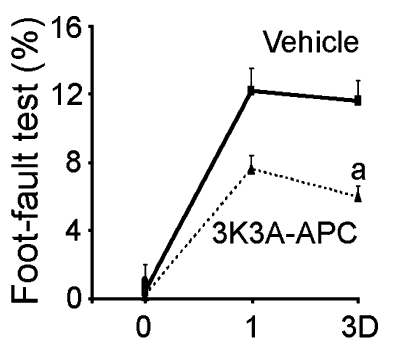 Foot-fault test (%)
16
12
8
4
0
Vehicle
a
3K3A-APC
0 1 3D